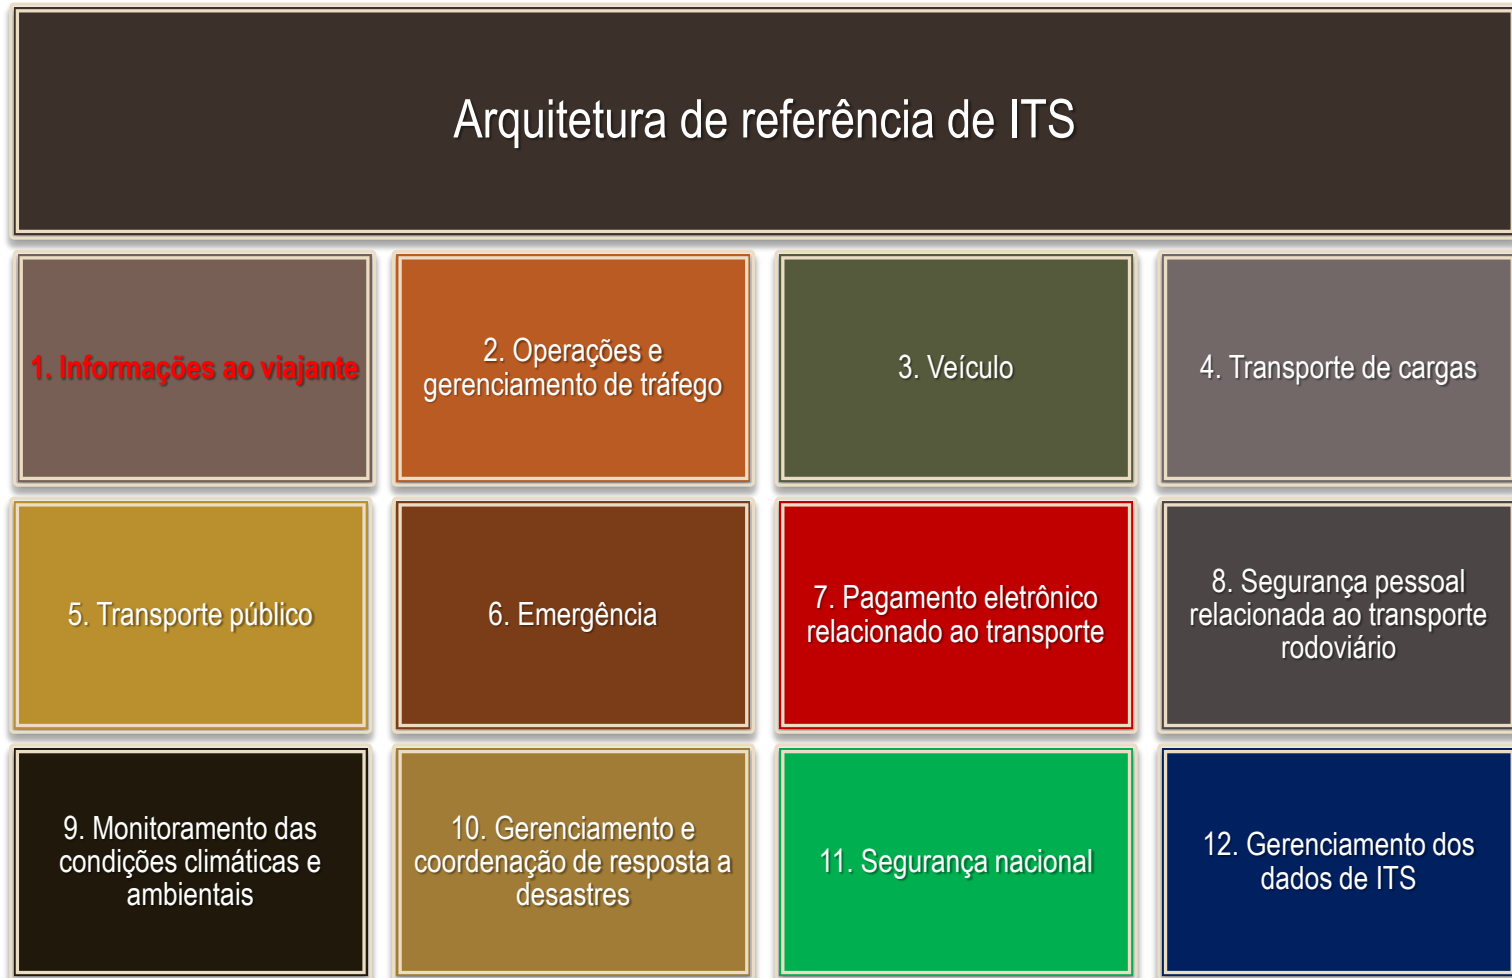 Arquitetura de referência de ITS
1. Informações ao viajante
2. Operações e
gerenciamento de tráfego
3. Veículo
4. Transporte de cargas
5. Transporte público
6. Emergência
7. Pagamento eletrônico
relacionado ao transporte
8. Segurança pessoal
relacionada ao transporte
rodoviário
9. Monitoramento das
condições climáticas e
ambientais
10. Gerenciamento e
coordenação de resposta a
desastres
11. Segurança nacional
12. Gerenciamento dos
dados de ITS